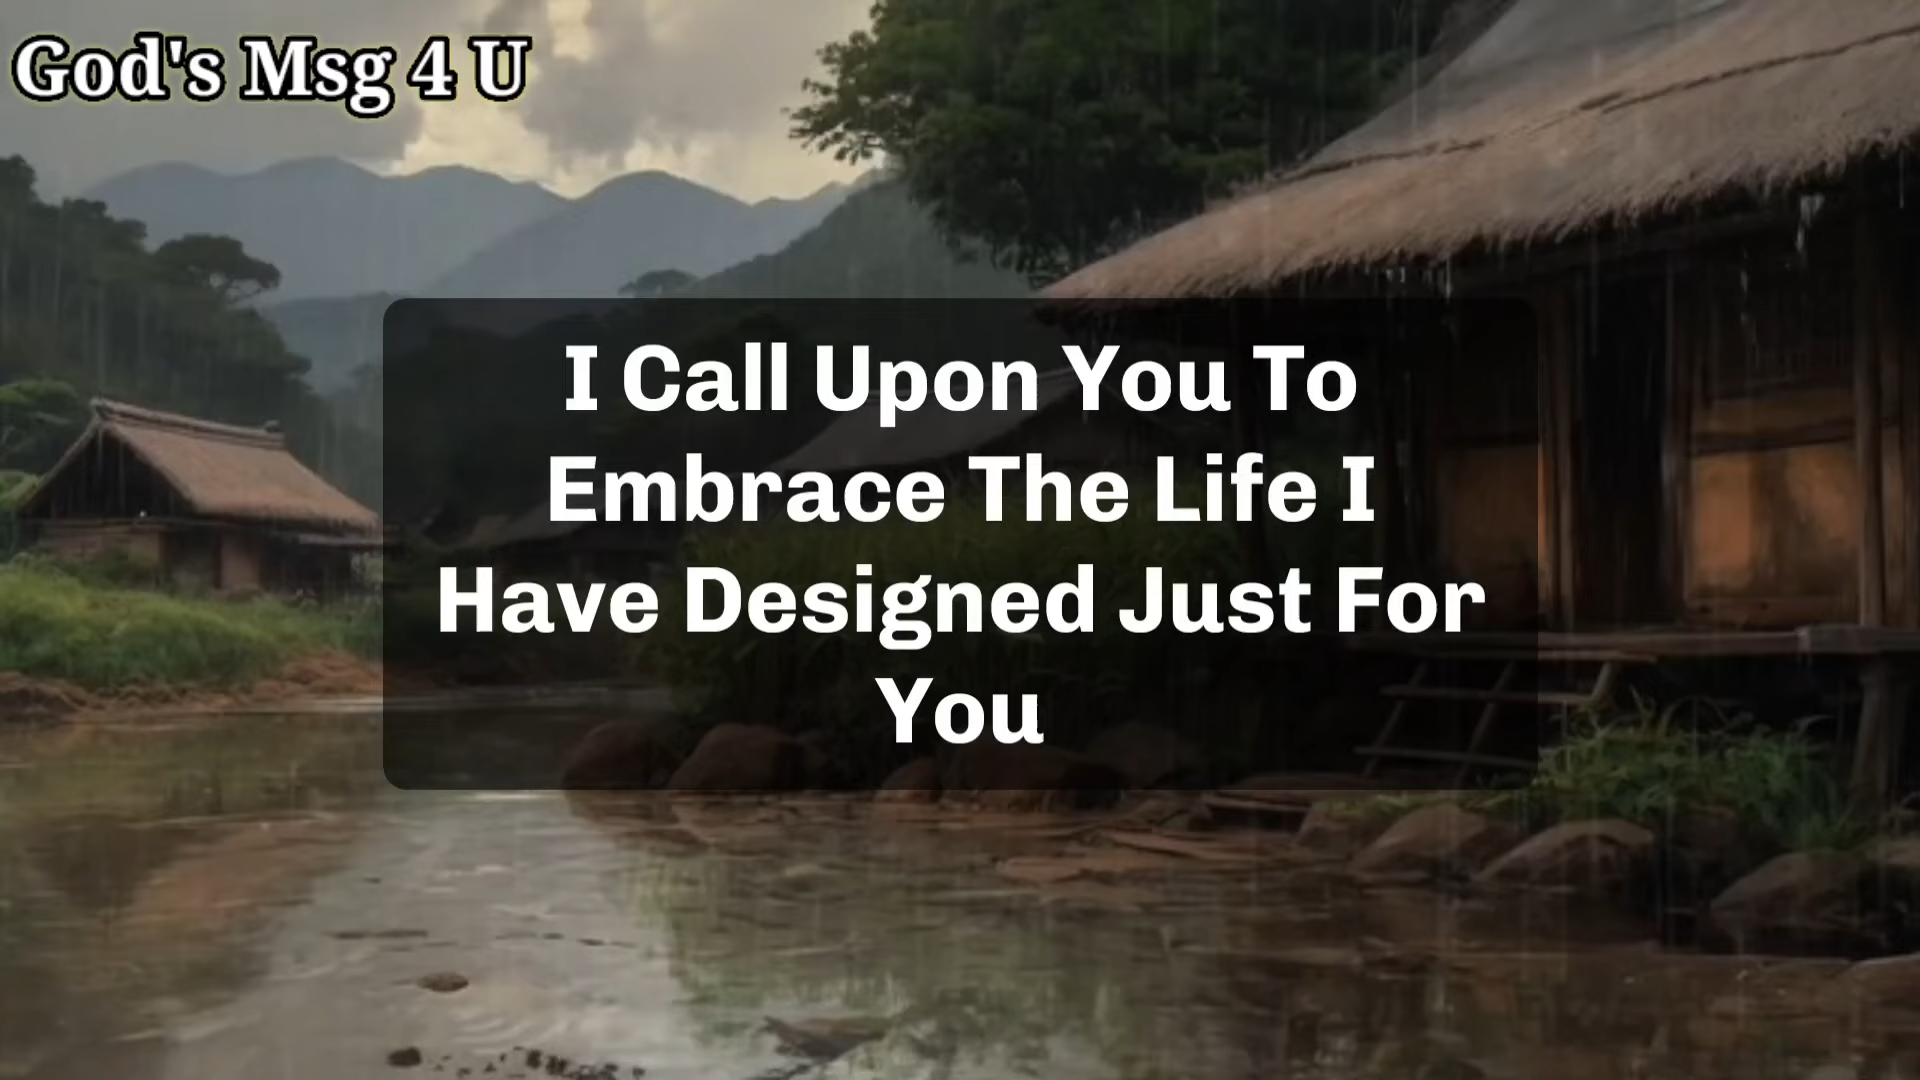 God's Msg 4 U
I Call Upon You To
Embrace The Life I
Have Designed Just For
You